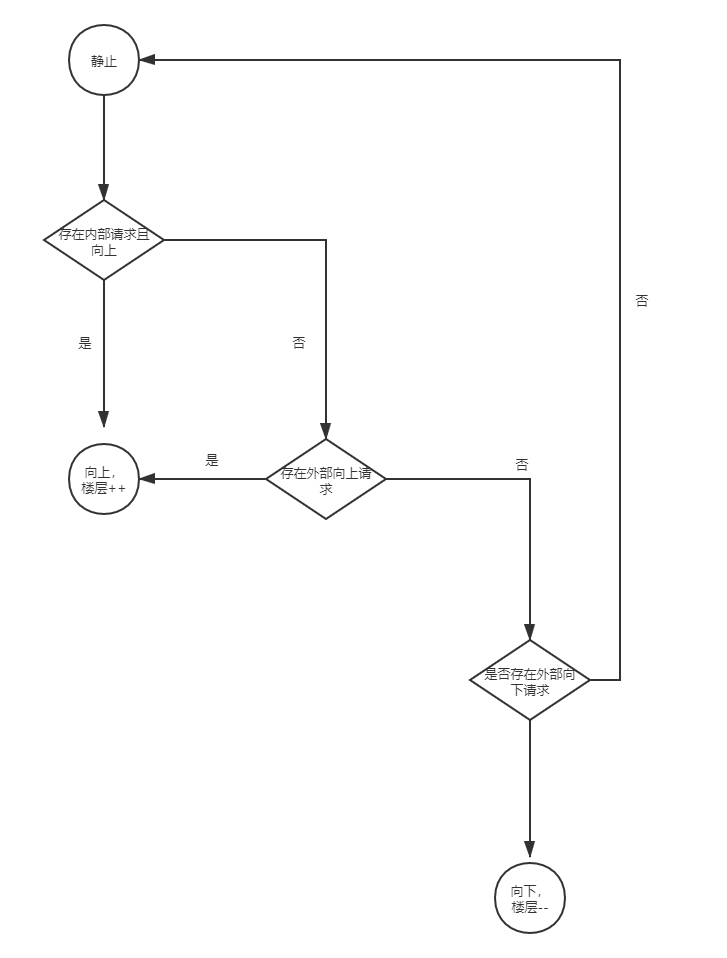 静止
存在内部请求且
向上
否
是
否
向上，
楼层++
是
存在外部向上请
求
否
是否存在外部向
下请求
向下，
楼层--